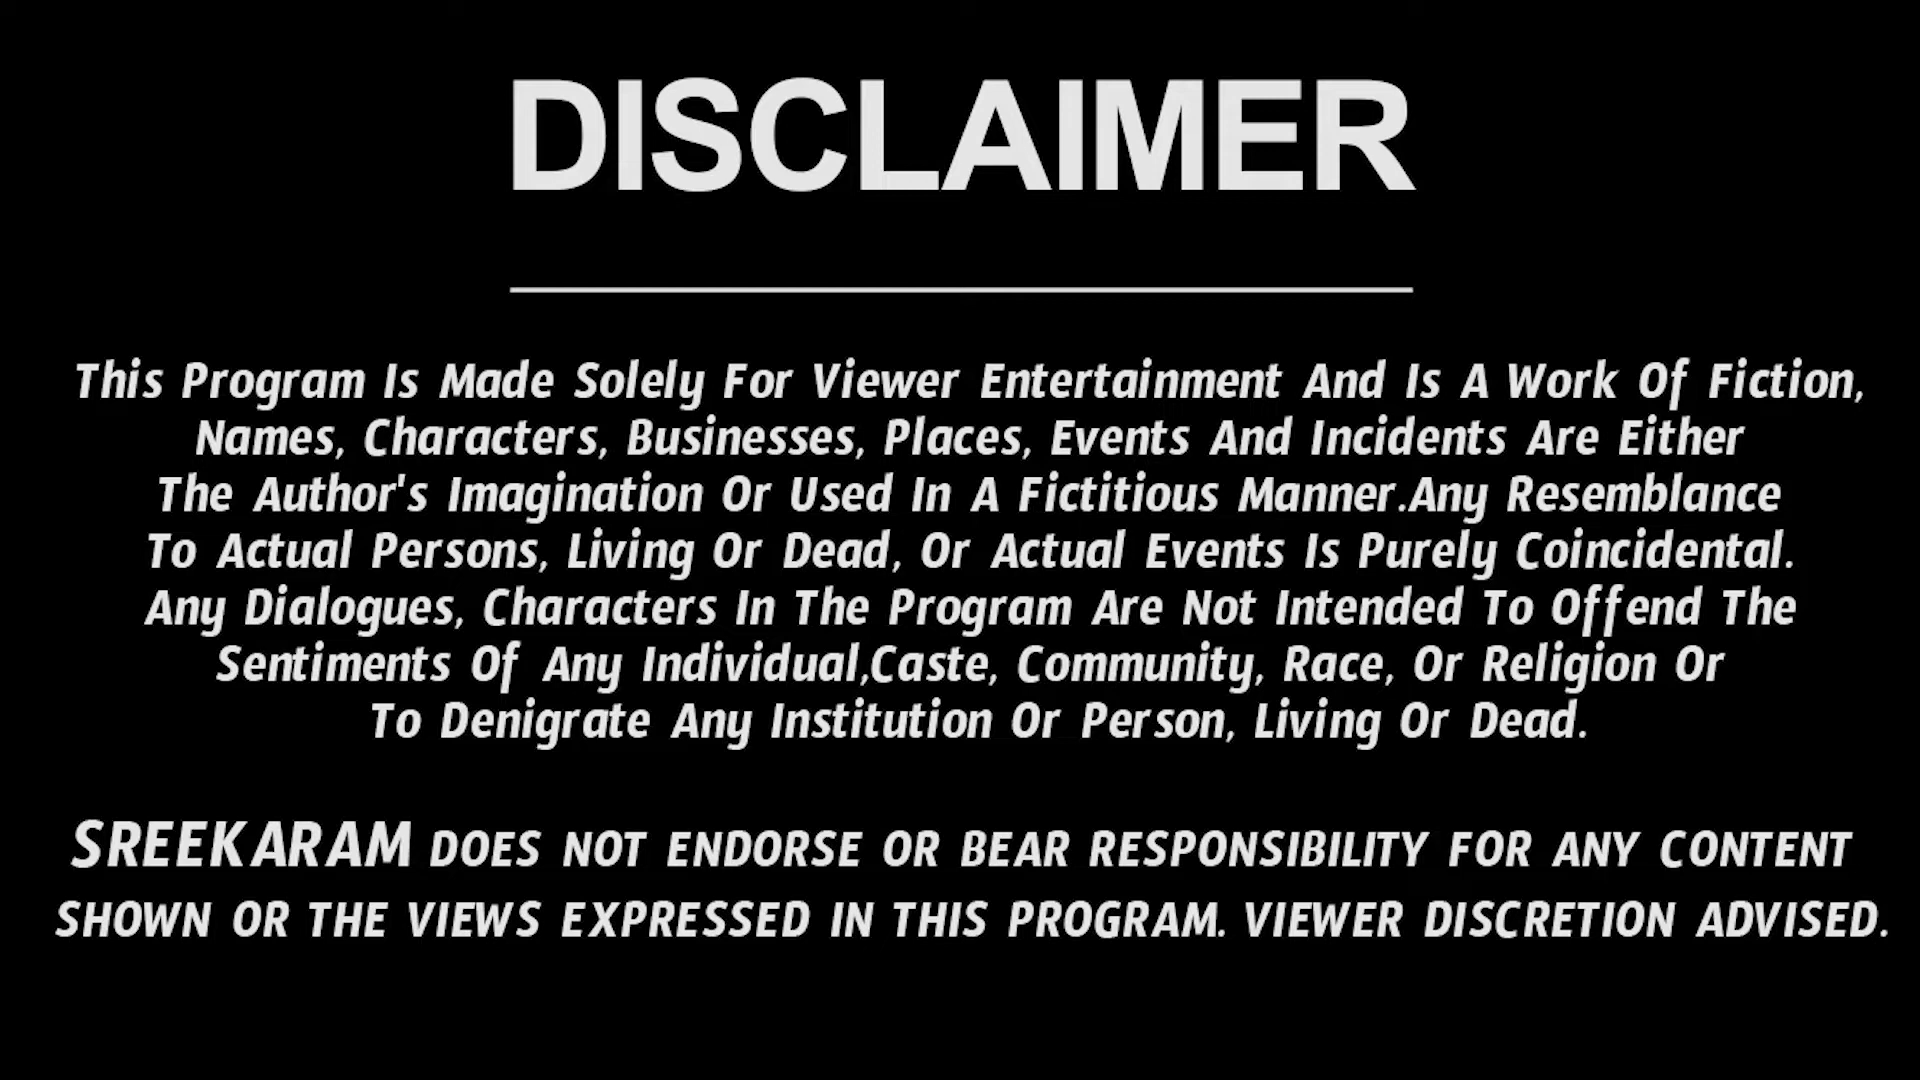 DISCLAIMER
This Program Is Made Solely For Viewer Entertainment And Is A Work Of Fiction,
Names, Characters, Businesses, Places, Events And Incidents Are Either
The Author's Imagination Or Used In A Fictitious Manner.Any Resemblance
To Actual Persons, Living Or Dead, Or Actual Events Is Purely Coincidental.
Any Dialogues, Characters In The Program Are Not Intended To Offend The
Sentiments Of Any Individual,Caste, Community, Race, Or Religion Or
To Denigrate Any Institution Or Person, Living Or Dead.
SREEKARAM DOES NOT ENDORSE OR BEAR RESPONSIBILITY FOR ANY CONTENT
SHOWN OR THE VIEWS EXPRESSED IN THIS PROGRAM. VIEWER DISCRETION ADVISED.